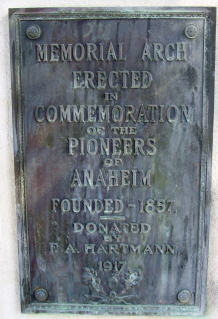 MEMORIAL ARCH
ERECTED
IN
COMMEMORATION
OF THE
PIONEERS
OF
ANAHEIM
FOUNDED - 1857.
DONATED
BY
F. A. HARTMANN
1917